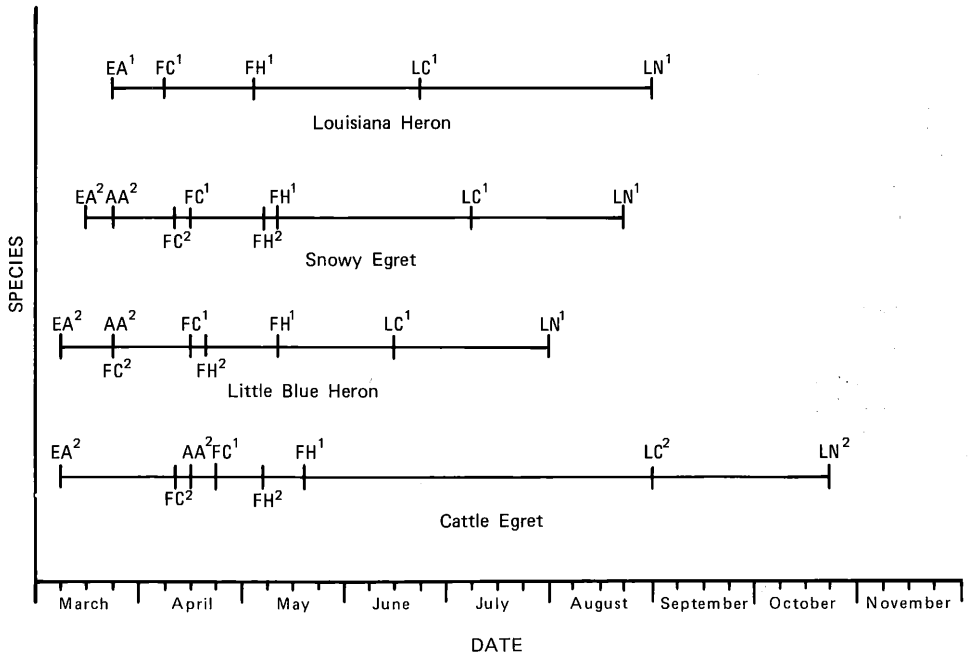 EA¹ FC¹ FH¹ LC¹ LN¹
Louisiana Heron
EA² AA² FC¹ FH¹ LC¹ LN¹
FC² FH²
Snowy Egret
EA² AA² FC¹ FH¹ LC¹ LN¹
FC² FH²
Little Blue Heron
EA² AA² FC¹ FH¹ LC² LN²
FC² FH²
Cattle Egret
SPECIES
March April May June July August September October November
DATE